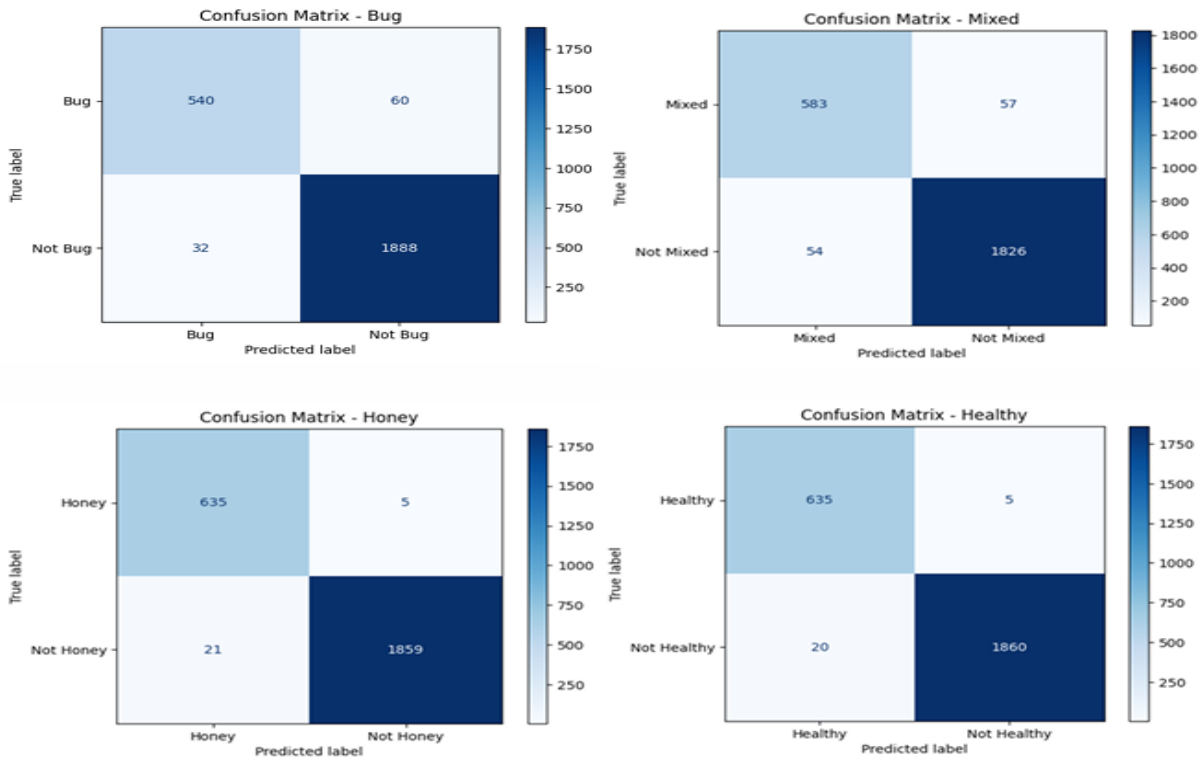 Confusion Matrix - Bug
True label
Bug
540
60
Not Bug
32
1888
Bug
Not Bug
Predicted label
1750
1500
1250
1000
750
500
250
Confusion Matrix - Mixed
True label
Mixed
583
57
Not Mixed
54
1826
Mixed
Not Mixed
Predicted label
1800
1600
1400
1200
1000
800
600
400
200
Confusion Matrix - Honey
True label
Honey
635
5
Not Honey
21
1859
Honey
Not Honey
Predicted label
1750
1500
1250
1000
750
500
250
Confusion Matrix - Healthy
True label
Healthy
635
5
Not Healthy
20
1860
Healthy
Not Healthy
Predicted label
1750
1500
1250
1000
750
500
250